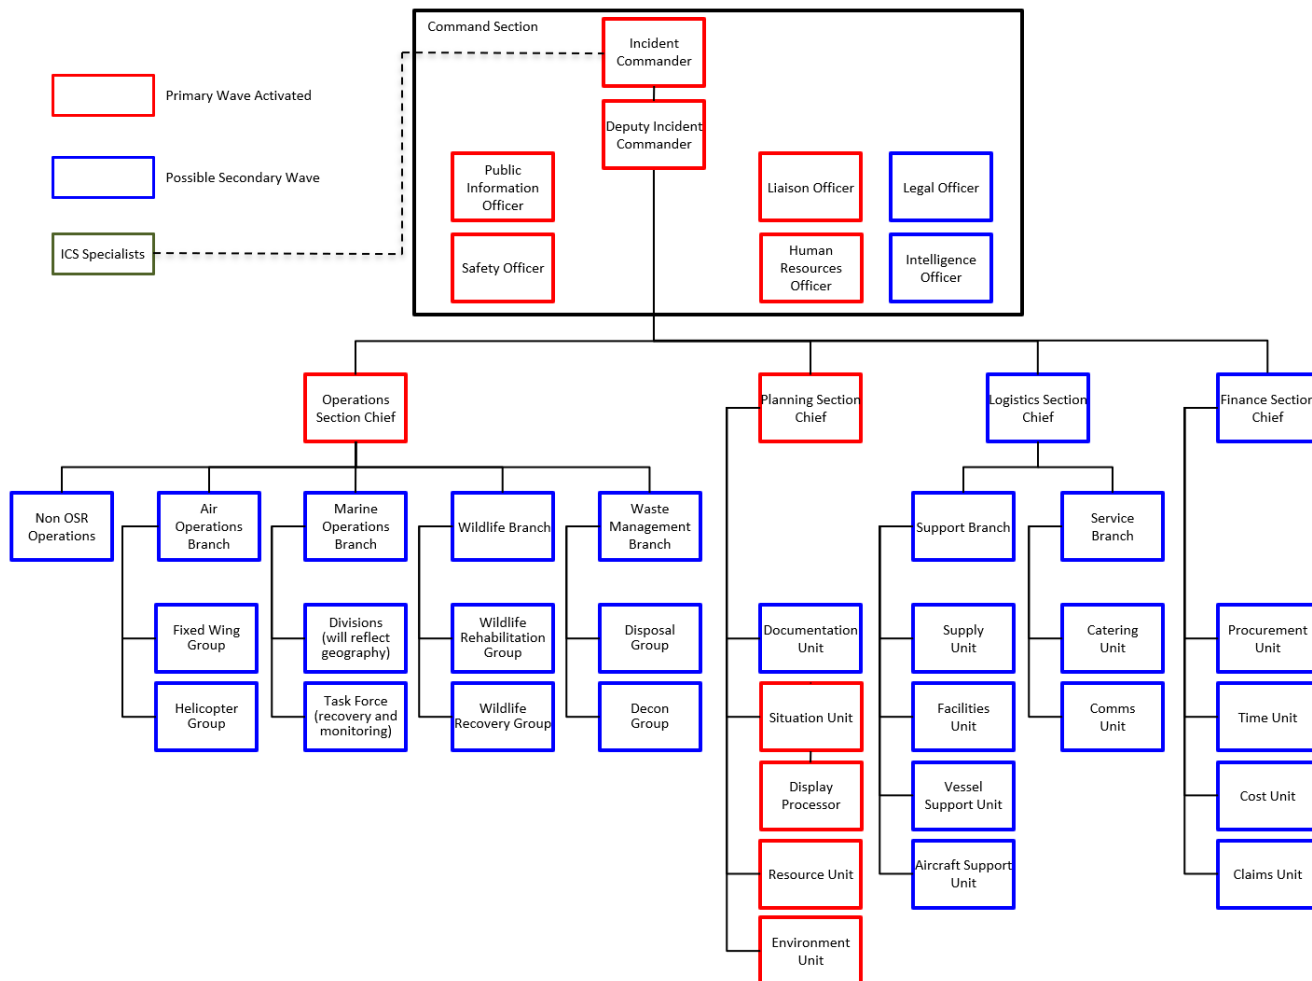 Command Section
Incident
Commander
Primary Wave Activated
Deputy Incident
Commander
Possible Secondary Wave
Public
Information
Officer
Liaison Officer
Legal Officer
ICS Specialists
Safety Officer
Human
Resources
Officer
Intelligence
Officer
Operations
Section Chief
Planning Section
Chief
Logistics Section
Chief
Finance Section
Chief
Non OSR
Operations
Air
Operations
Branch
Marine
Operations
Branch
Wildlife Branch
Waste
Management
Branch
Support Branch
Service
Branch
Fixed Wing
Group
Divisions
(will reflect
geography)
Wildlife
Rehabilitation
Group
Disposal
Group
Documentation
Unit
Supply
Unit
Catering
Unit
Procurement
Unit
Helicopter
Group
Task Force
(recovery and
monitoring)
Wildlife
Recovery Group
Decon
Group
Situation Unit
Facilities
Unit
Comms
Unit
Time Unit
Display
Processor
Vessel
Support Unit
Cost Unit
Resource Unit
Aircraft Support
Unit
Claims Unit
Environment
Unit